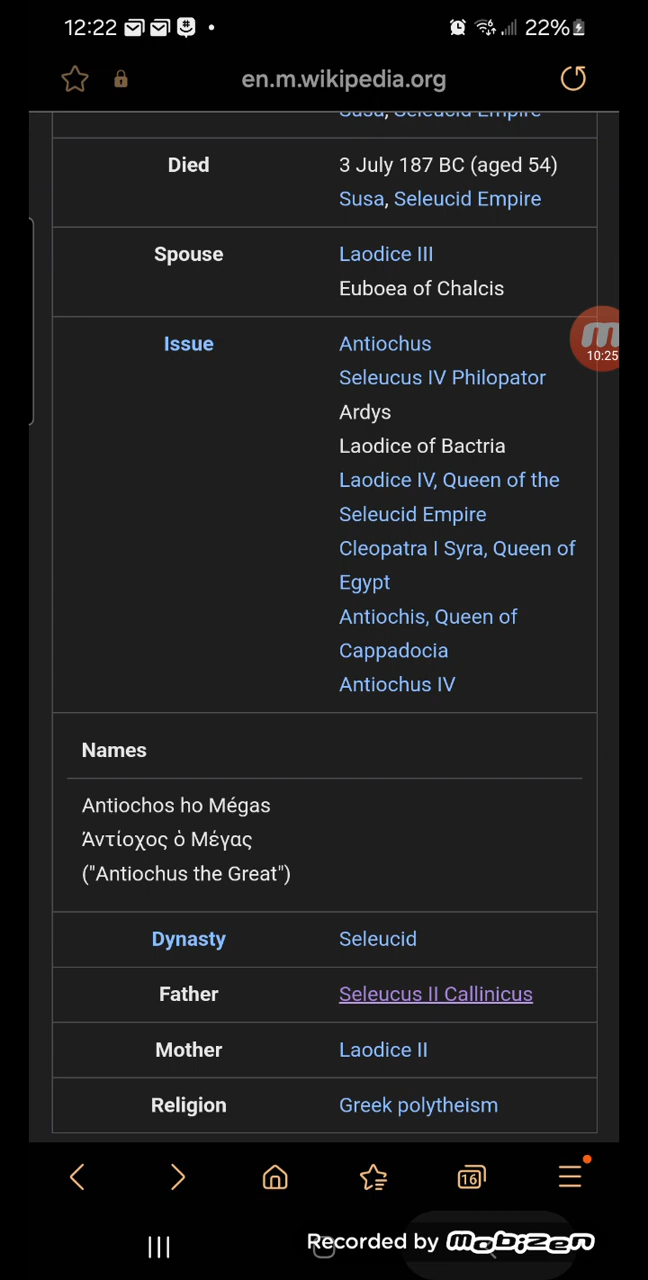 12:22
22%
en.m.wikipedia.org
Susa, Seleucid Empire
Died
3 July 187 BC (aged 54)
Susa, Seleucid Empire
Spouse
Laodice III
Euboea of Chalcis
10:25
Issue
Antiochus
Seleucus IV Philopator
Ardys
Laodice of Bactria
Laodice IV, Queen of the
Seleucid Empire
Cleopatra I Syra, Queen of
Egypt
Antiochis, Queen of
Cappadocia
Antiochus IV
Names
Antiochos ho Mégas
Ἀντίοχος ὁ Μέγας
("Antiochus the Great")
Dynasty
Seleucid
Father
Seleucus II Callinicus
Mother
Laodice II
Religion
Greek polytheism
16
Recorded by mobizen